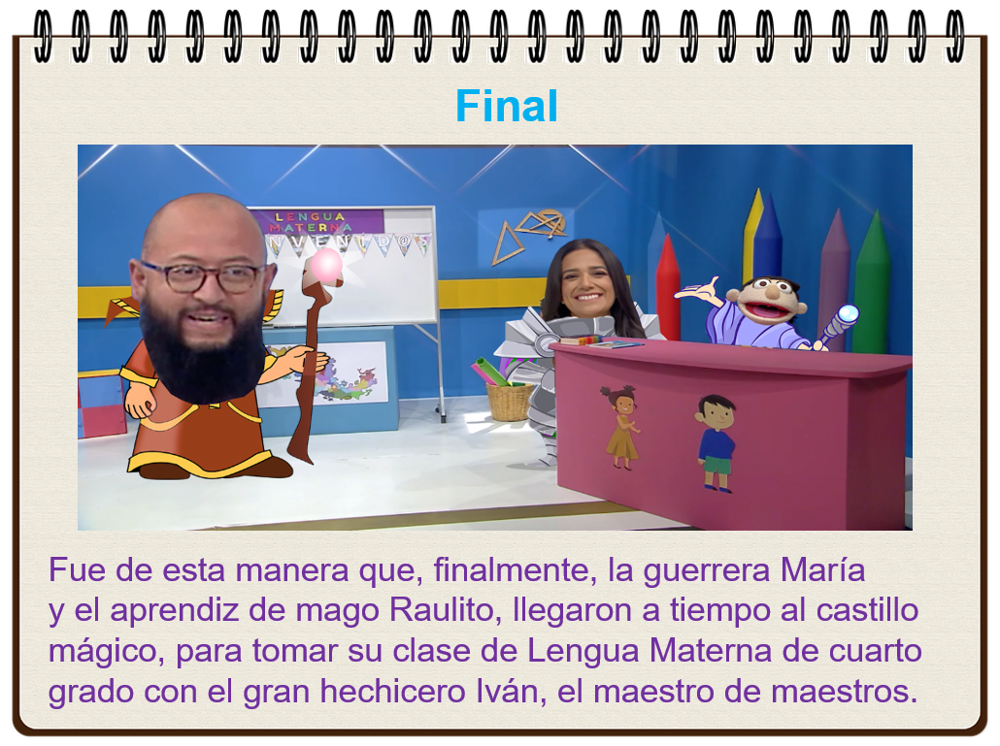 Final
LENGUA
MATERNA
NVENID@S
Fue de esta manera que, finalmente, la guerrera María
y el aprendiz de mago Raulito, llegaron a tiempo al castillo
mágico, para tomar su clase de Lengua Materna de cuarto
grado con el gran hechicero Iván, el maestro de maestros.